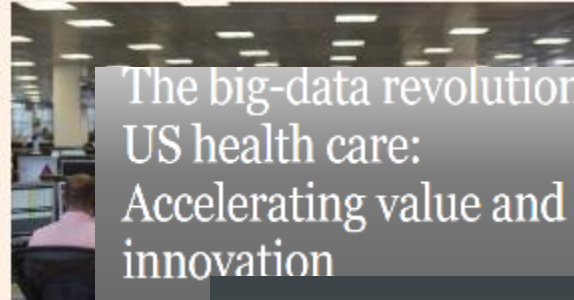 The big-data revolution
US health care:
Accelerating value and
innovation